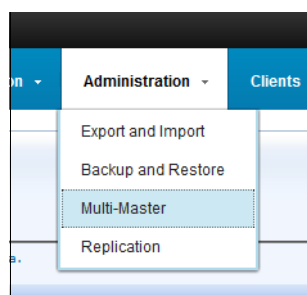 on Administration Clients
Export and Import
Backup and Restore
Multi-Master
Replication
a.